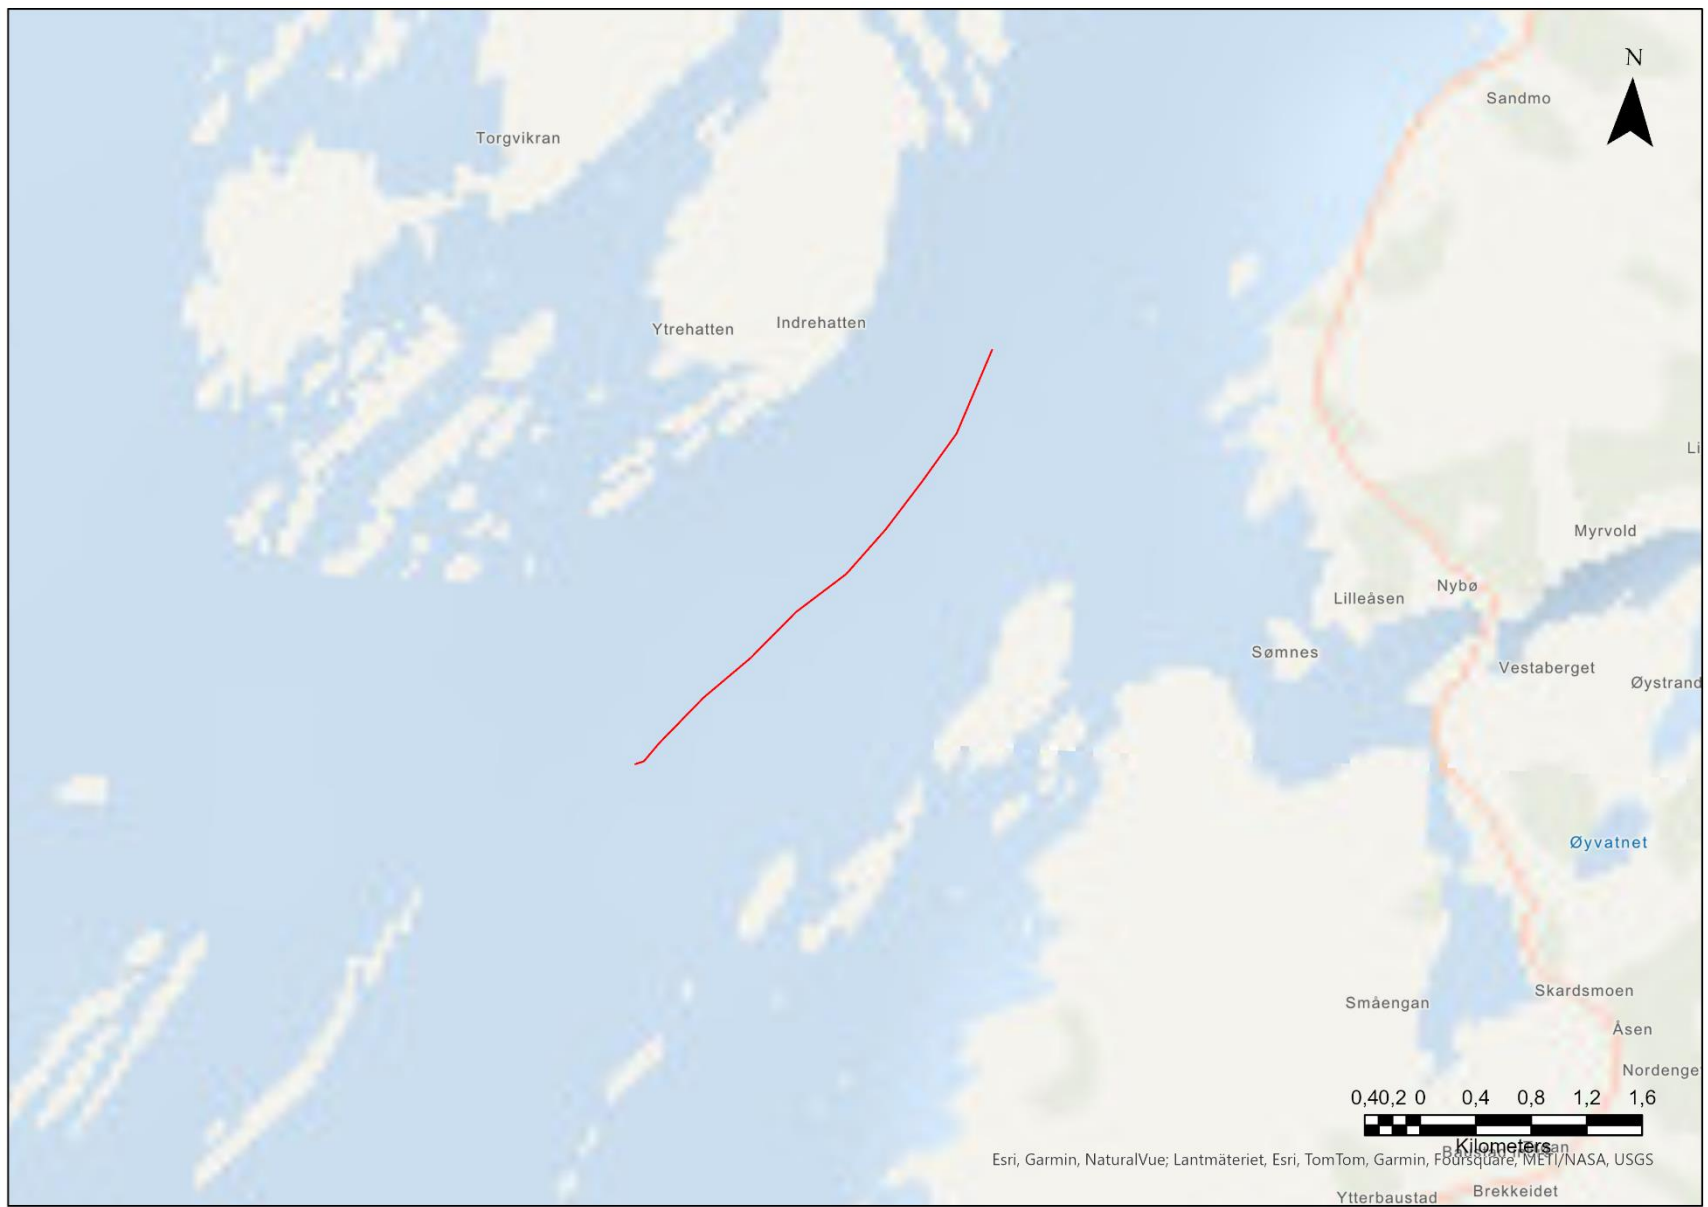 N
Sandmo
Torgvikran
Ytrehatten
Indrehatten
Li
Myrvold
Nybø
Lilleåsen
Sømnes
Vestaberget
Øystrand
Øyvatnet
Skardsmoen
Småengan
Åsen
Nordenget
0,40,2 0 0,4 0,8 1,2 1,6
Kilometers
Esri, Garmin, NaturalVue; Lantmäteriet, Esri, TomTom, Garmin, Foursquare, METI/NASA, USGS
Brekkeidet
Ytterbaustad